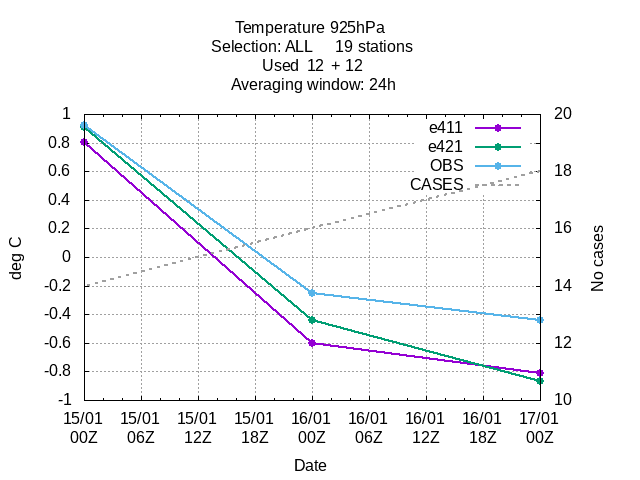 Temperature 925hPa
Selection: ALL     19 stations
Used  12  + 12
Averaging window: 24h
1
0.8
0.6
0.4
0.2
0
-0.2
-0.4
-0.6
-0.8
-1
deg C
e411
e421
OBS
CASES
20
18
16
14
12
10
No cases
15/01 15/01 15/01 15/01 16/01 16/01 16/01 16/01 17/01
00Z 06Z 12Z 18Z 00Z 06Z 12Z 18Z 00Z
Date